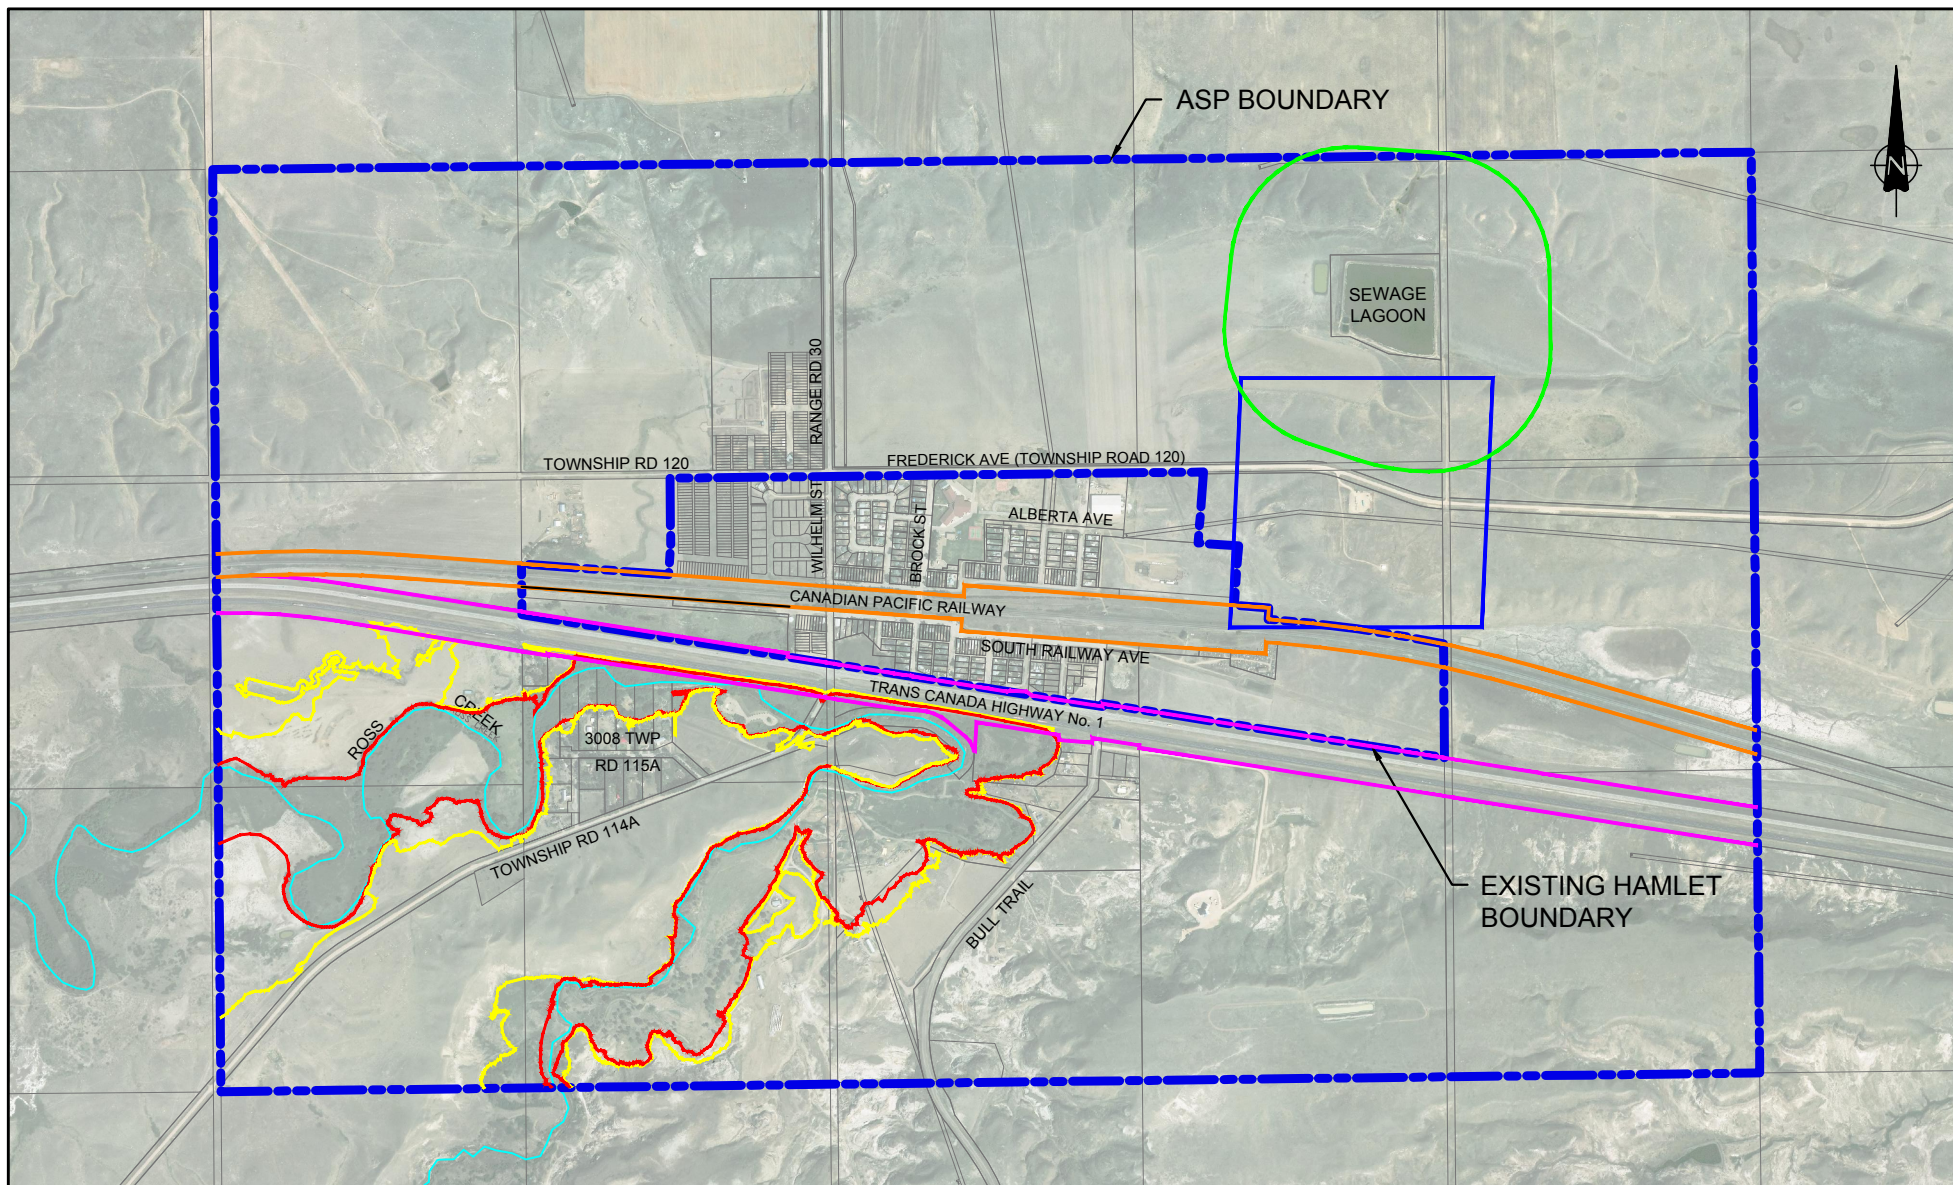 ASP BOUNDARY
N
SEWAGE
LAGOON
RANGE RD 30
TOWNSHIP RD 120
FREDERICK AVE (TOWNSHIP ROAD 120)
WILHELM ST
BROCK ST
ALBERTA AVE
CANADIAN PACIFIC RAILWAY
SOUTH RAILWAY AVE
TRANS CANADA HIGHWAY No. 1
ROSS CREEK
3008 TWP
RD 115A
TOWNSHIP RD 114A
BULL TRAIL
EXISTING HAMLET
BOUNDARY